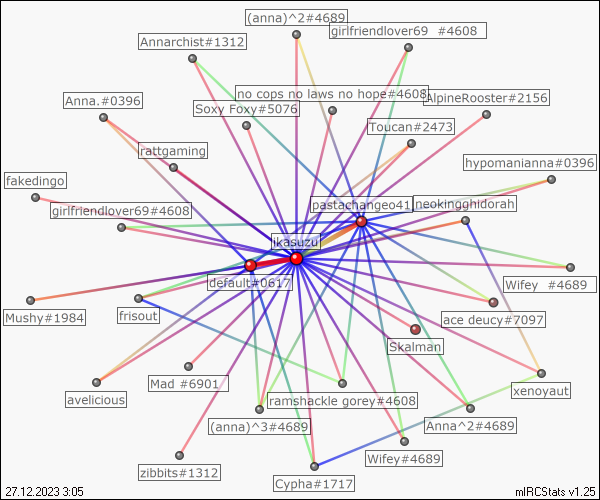 (anna)^2#4689
girlfriendlover69 #4608
Annarchist#1312
no cops no laws no hope#4608
AlpineRooster#2156
Anna.#0396
Soxy Foxy#5076
Toucan#2473
rattgaming
hypomanianna#0396
fakedingo
pastachangeo41
neokingghidorah
girlfriendlover69#4608
ikasuzu
default#0617
Wifey #4689
Mushy#1984
frisout
ace deucy#7097
Skalman
Mad #6901
xenoyaut
avelicious
ramshackle gorey#4608
(anna)^3#4689
Anna^2#4689
Wifey#4689
zibbits#1312
Cypha#1717
27.12.2023 3:05
mIRCStats v1.25